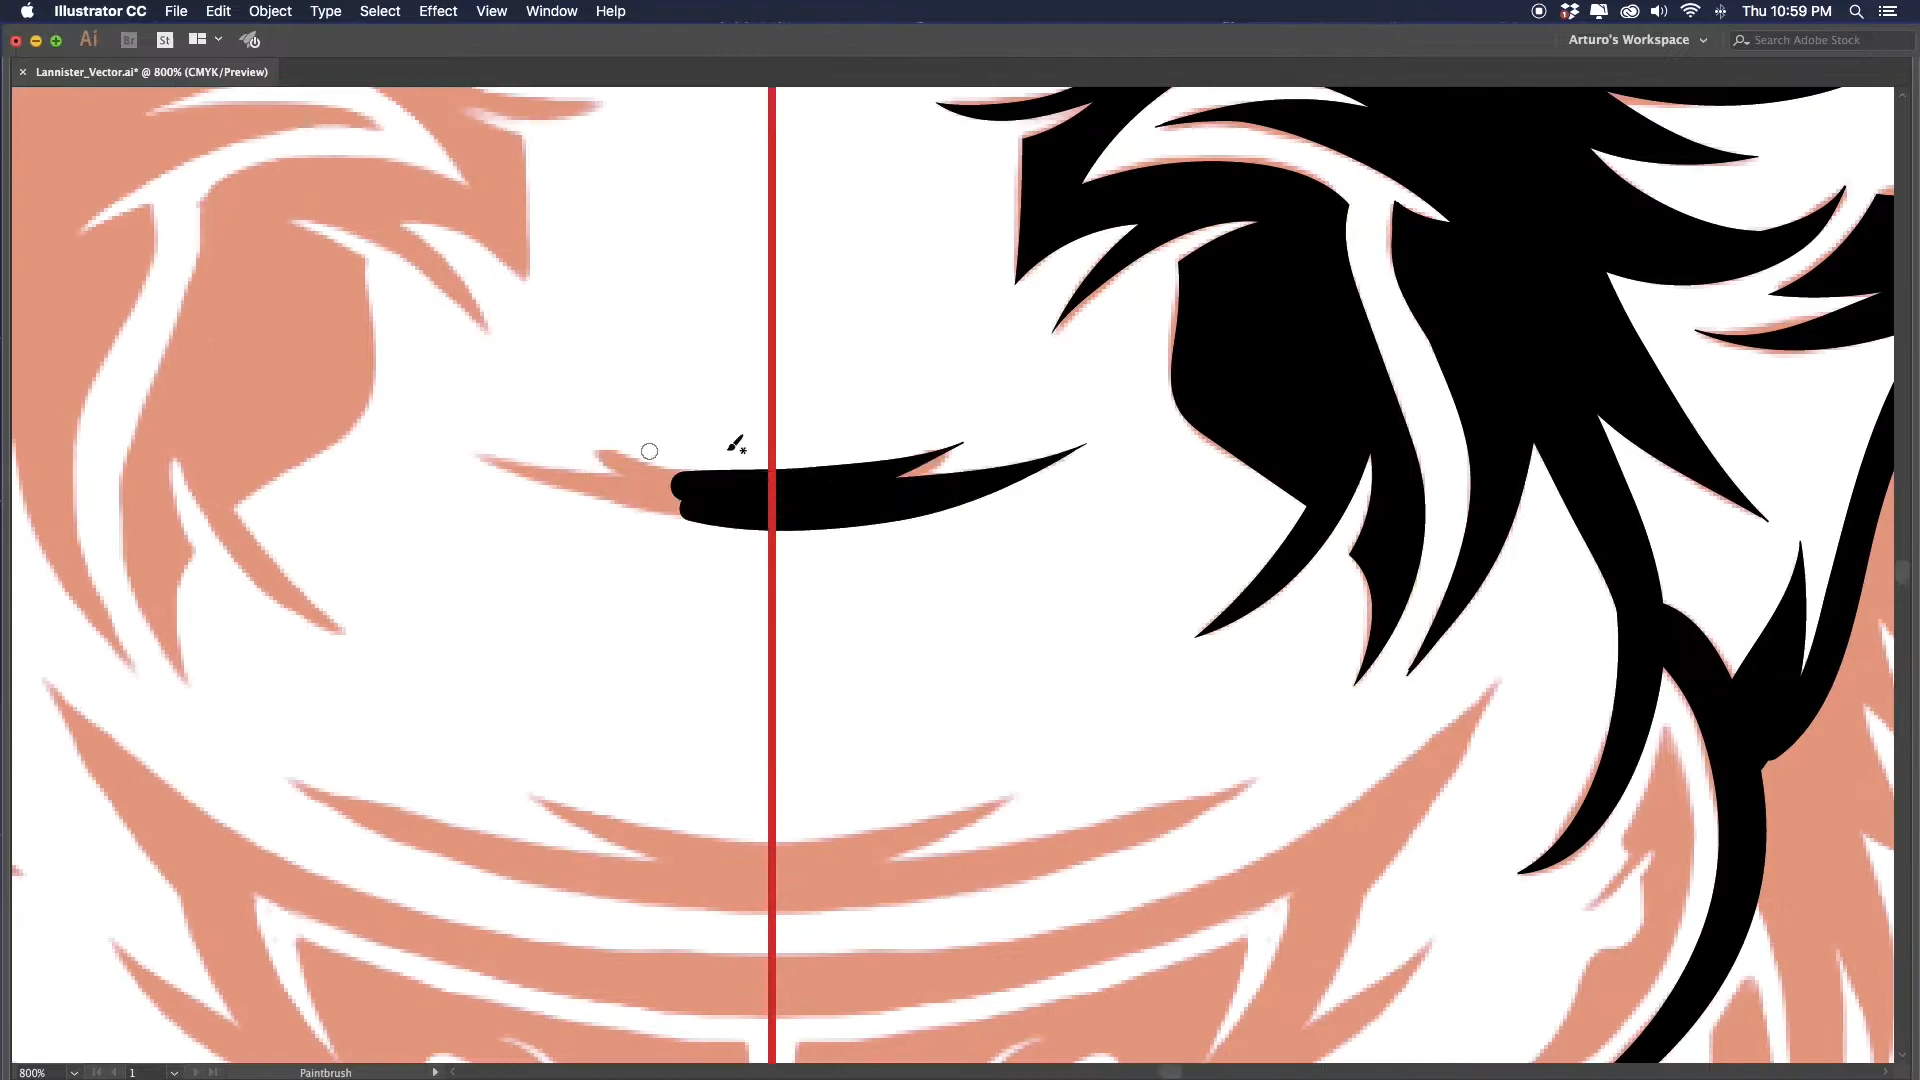 Illustrator CC File Edit Object Type Select Effect View Window Help Thu 10:59 PM
Ai Br St Arturo's Workspace Search Adobe Stock
Lannister_Vector.ai* @ 800% (CMYK/Preview)
800% 1 Paintbrush